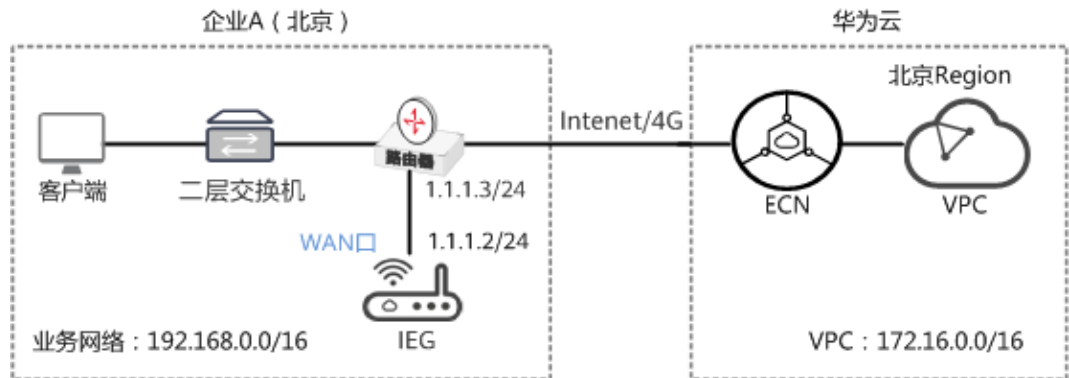 企业A（北京）
华为云
北京Region
Intenet/4G
路由器
客户端
二层交换机
1.1.1.3/24
ECN
VPC
WAN口
1.1.1.2/24
IEG
业务网络：192.168.0.0/16
VPC：172.16.0.0/16